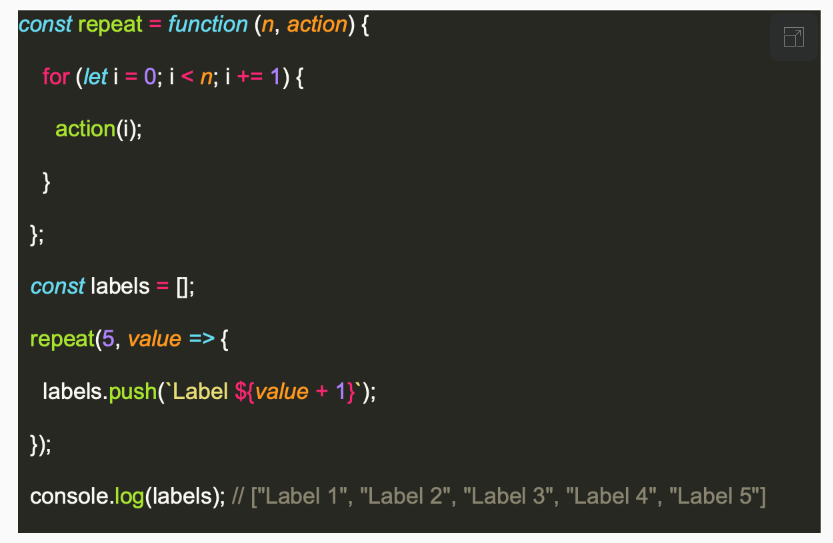 const repeat = function (n, action) {
for (let i = 0; i < n; i += 1) {
action(i);
}
};
const labels = [];
repeat(5, value => {
labels.push(`Label ${value + 1}`);
});
console.log(labels); // ["Label 1", "Label 2", "Label 3", "Label 4", "Label 5"]